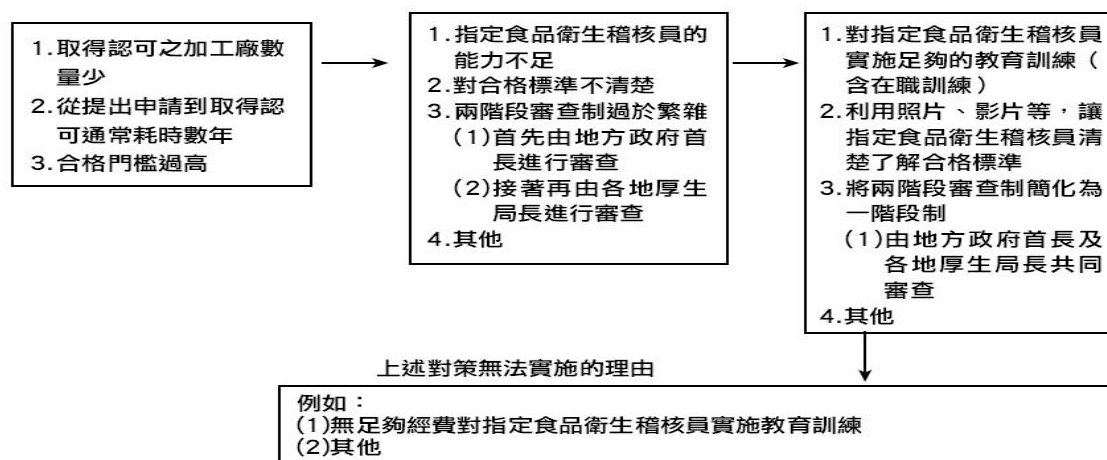 1.取得認可之加工廠數
量少
2.從提出申請到取得認
可通常耗時數年
3.合格門檻過高
1.指定食品衛生稽核員的
能力不足
2.對合格標準不清楚
3.兩階段審查制過於繁雜
(1)首先由地方政府首
長進行審查
(2)接著再由各地厚生
局長進行審查
4.其他
1.對指定食品衛生稽核員
實施足夠的教育訓練（
含在職訓練）
2.利用照片、影片等，讓
指定食品衛生稽核員清
楚了解合格標準
3.將兩階段審查制簡化為
一階段制
(1)由地方政府首長及
各地厚生局長共同
審查
4.其他
上述對策無法實施的理由
例如：
(1)無足夠經費對指定食品衛生稽核員實施教育訓練
(2)其他